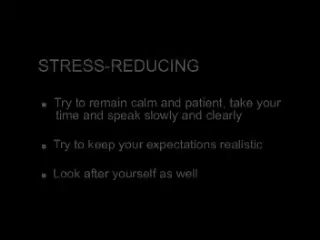 STRESS-REDUCING
Try to remain calm and patient, take your
time and speak slowly and clearly
Try to keep your expectations realistic
Look after yourself as well